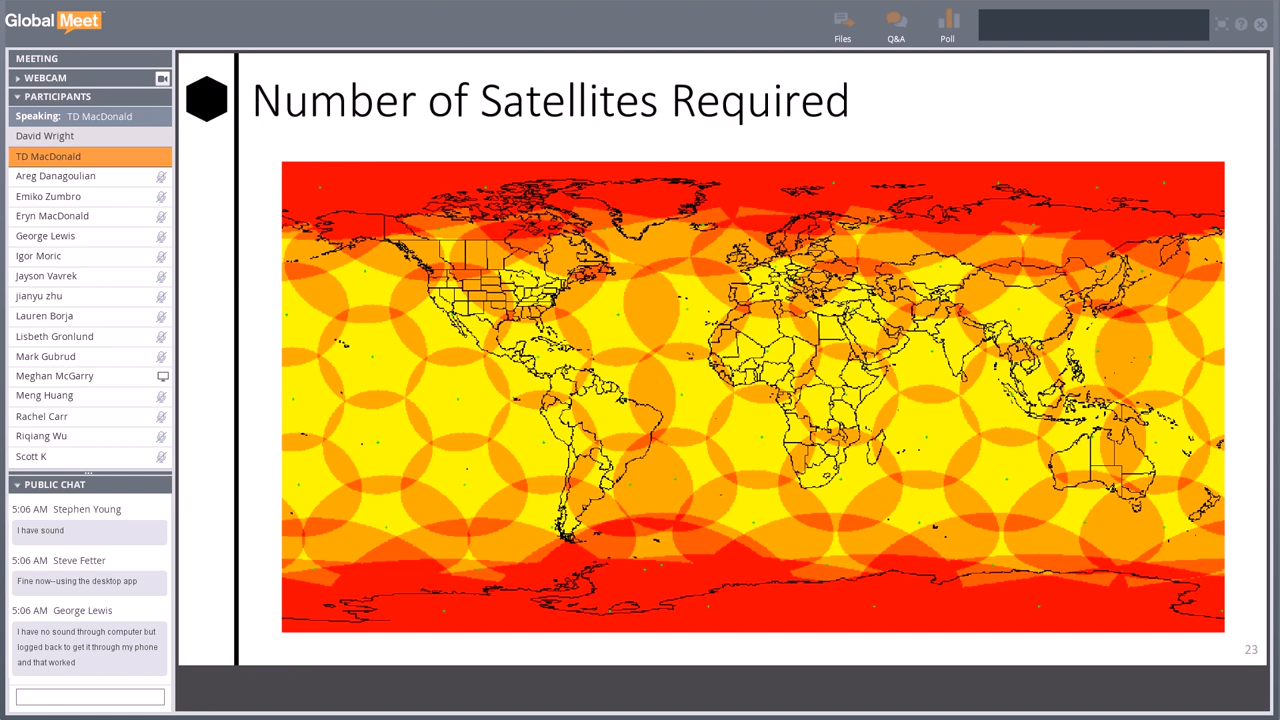 Global Meet
Files
Q&A
Poll
MEETING
WEBCAM
PARTICIPANTS
Speaking: TD MacDonald
David Wright
TD MacDonald
Areg Danagoulian
Emiko Zumbro
Eryn MacDonald
George Lewis
Igor Moric
Jayson Vavrek
jianyu zhu
Lauren Borja
Lisbeth Gronlund
Mark Gubrud
Meghan McGarry
Meng Huang
Rachel Carr
Riqiang Wu
Scott K
PUBLIC CHAT
5:06 AM Stephen Young
I have sound
5:06 AM Steve Fetter
Fine now--using the desktop app
5:06 AM George Lewis
I have no sound through computer but
logged back to get it through my phone
and that worked
Number of Satellites Required
23